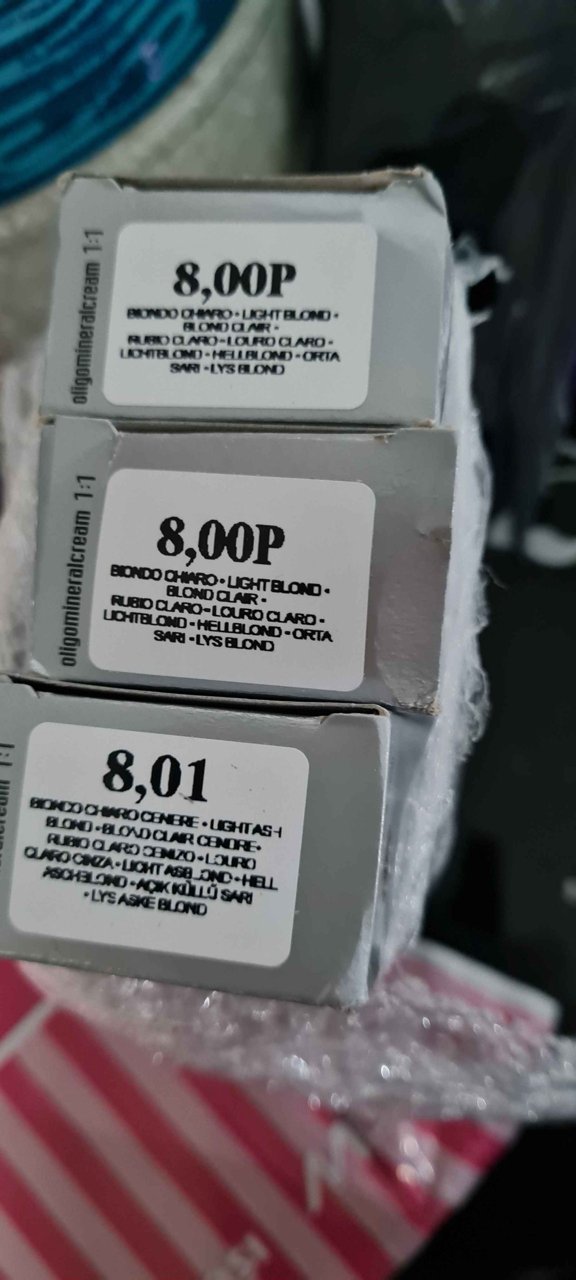 oligomineralcream 1:1
8,00P
BIONDO CHIARO • LIGHT BLOND •
BLOND CLAIR •
RUBIO CLARO • LOURO CLARO •
LICHTBLOND • HELLBLOND • ORTA
SARI • LYS BLOND
oligomineralcream 1:1
8,00P
BIONDO CHIARO • LIGHT BLOND •
BLOND CLAIR •
RUBIO CLARO • LOURO CLARO •
LICHTBLOND • HELLBLOND • ORTA
SARI • LYS BLOND
1:1
8,01
BIONDO CHIARO CENERE • LIGHT ASH
BLOND • BLOND CLAIR CENDRE •
RUBIO CLARO CENIZO • LOURO
CLARO CINZA • LICHT ASBLOND • HELL
ASCHBLOND • AÇIK KÜLLÜ SARI
• LYS ASKE BLOND